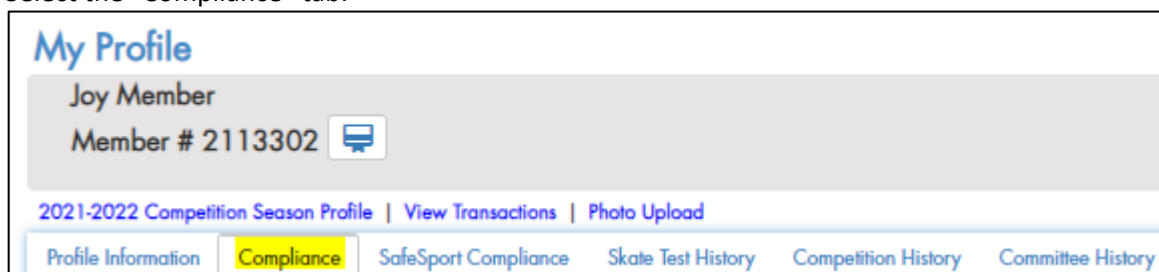 Select the "Compliance" tab.
My Profile
Joy Member
Member # 2113302
2021-2022 Competition Season Profile | View Transactions | Photo Upload
Profile Information Compliance SafeSport Compliance Skate Test History Competition History Committee History